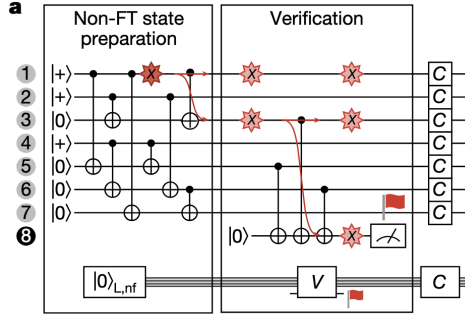 a
Non-FT state preparation
Verification
1 |+⟩ X X X C
2 |+⟩ C
3 |0⟩ X X C
4 |+⟩ C
5 |0⟩ C
6 |0⟩ C
7 |0⟩ C
8 |0⟩ X
|0⟩L,nf V C